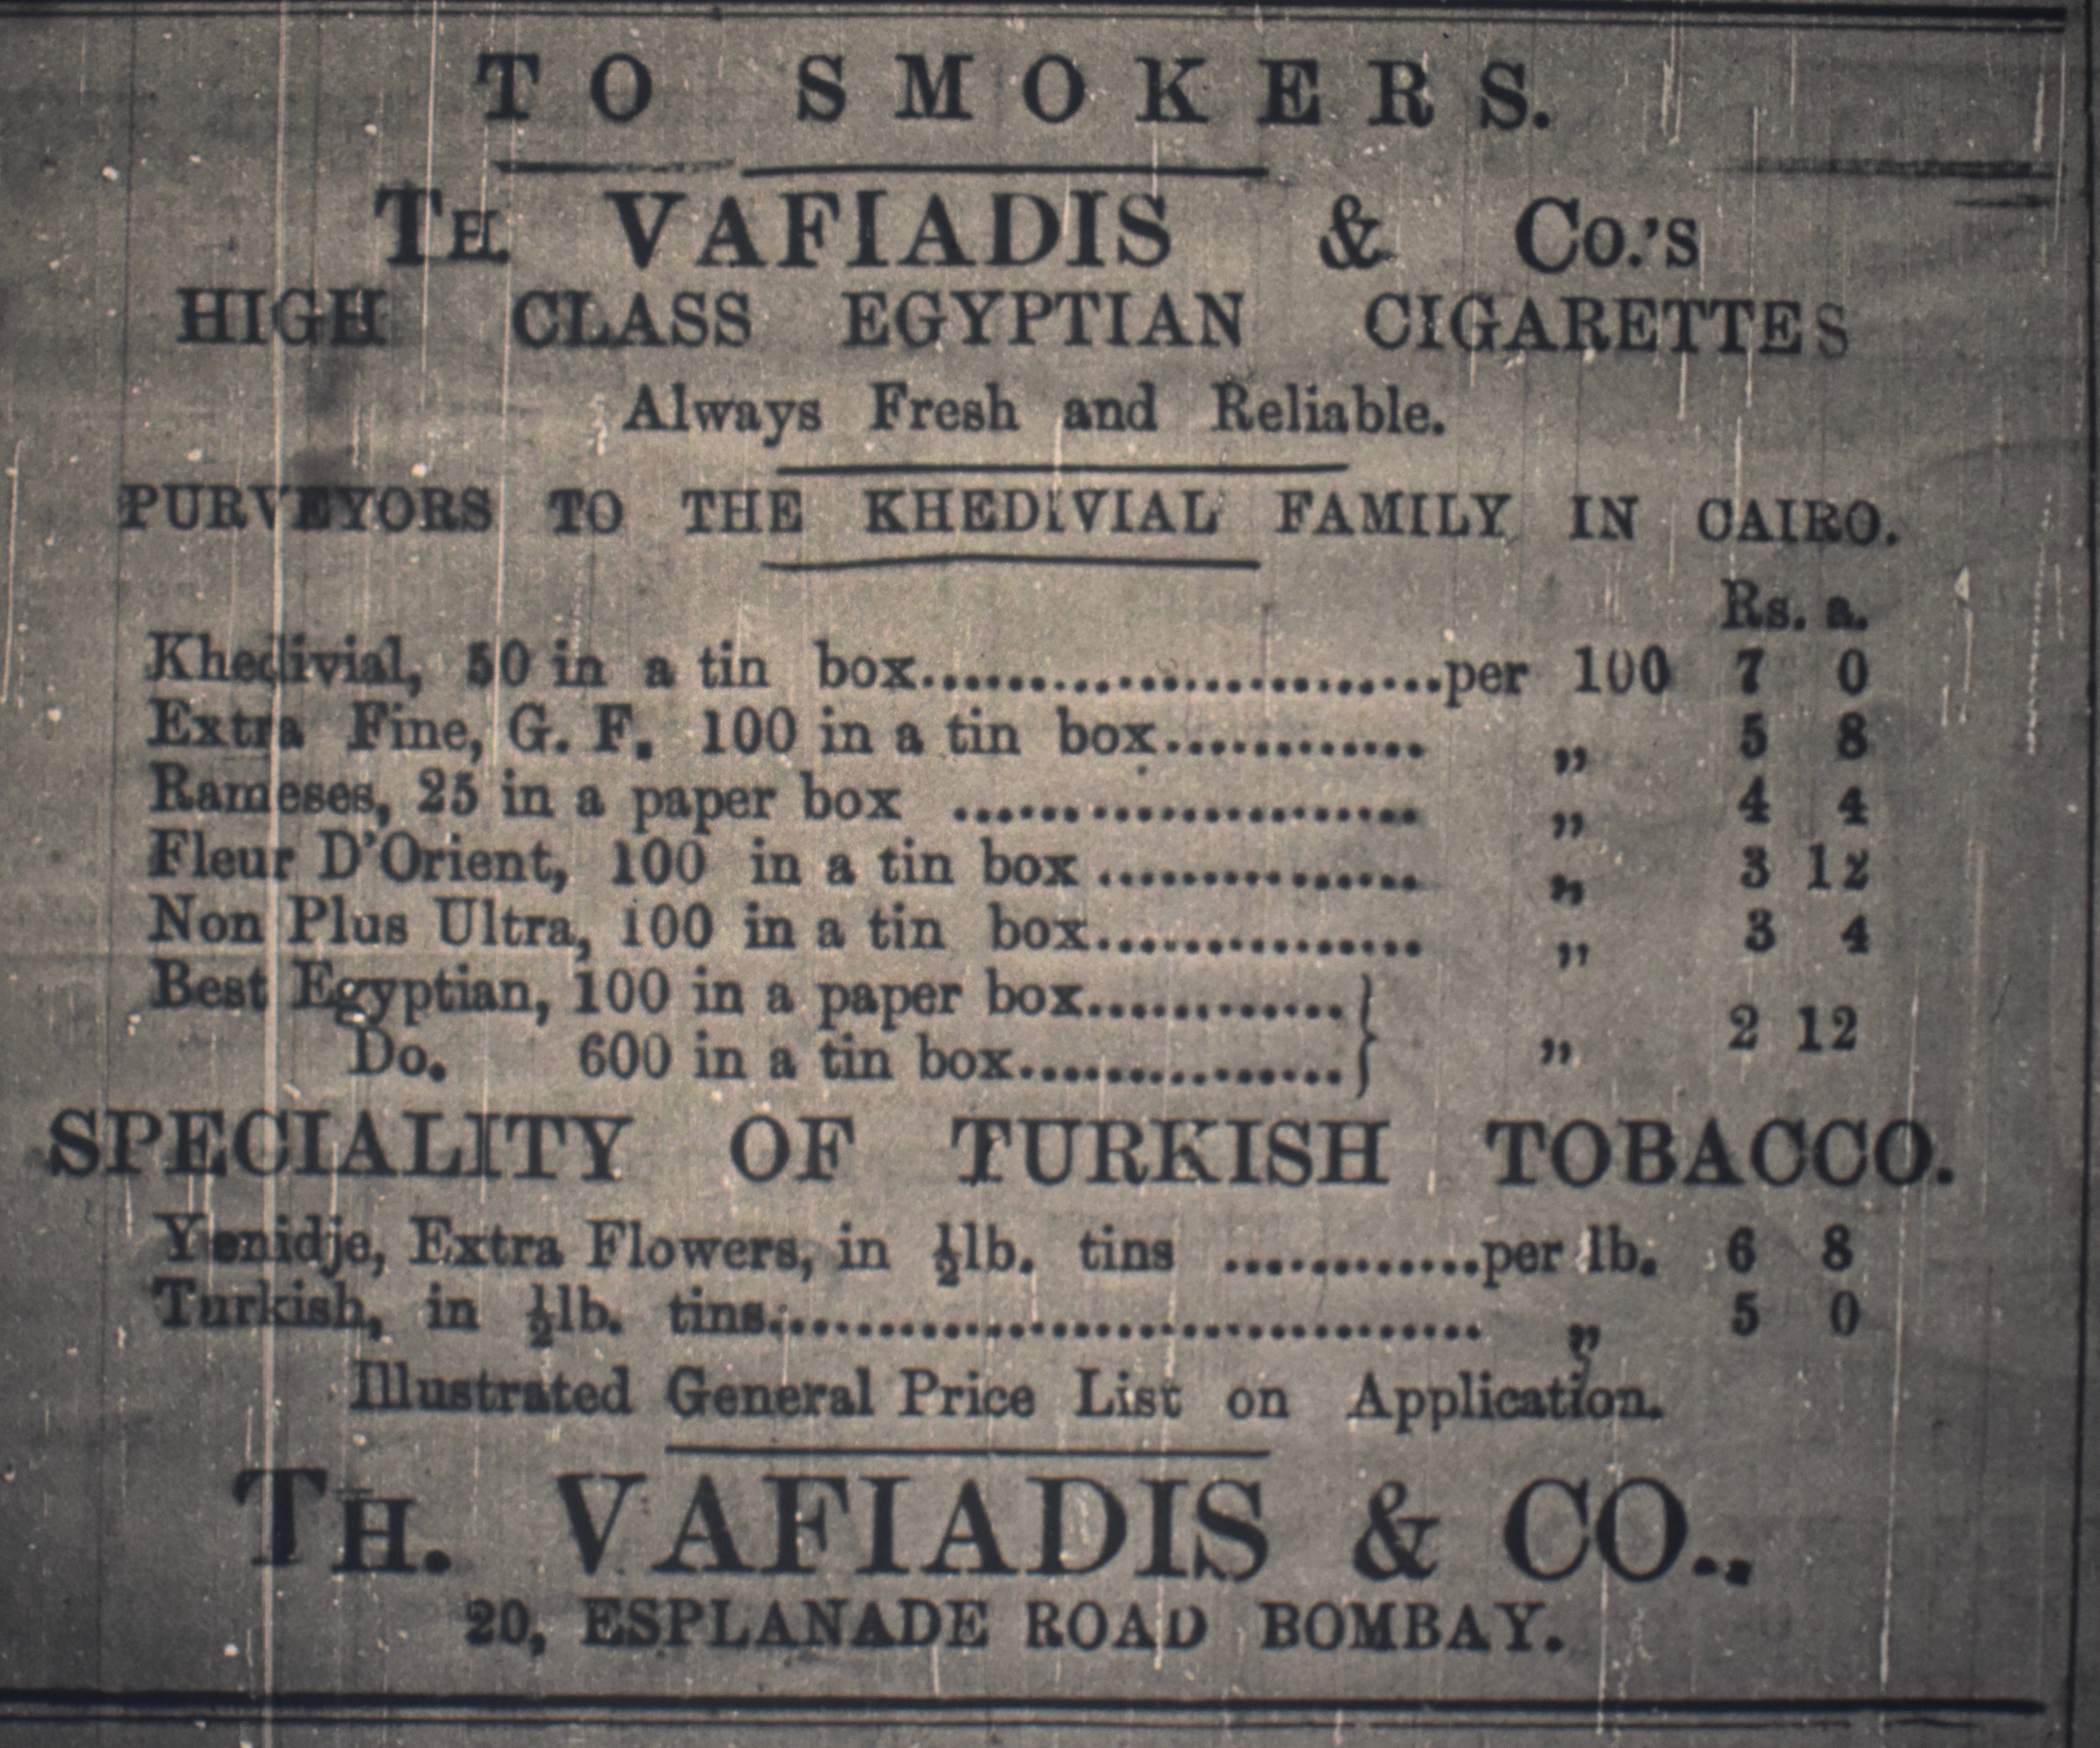 TO SMOKERS.
TH. VAFIADIS & CO.'S
HIGH CLASS EGYPTIAN CIGARETTES
Always Fresh and Reliable.
PURVEYORS TO THE KHEDIVIAL FAMILY IN CAIRO.
Rs. a.
Khedivial, 50 in a tin box..............................per 100 7 0
Extra Fine, G. F. 100 in a tin box.............. „ 5 8
Rameses, 25 in a paper box ........................ „ 4 4
Fleur D'Orient, 100 in a tin box ................. „ 3 12
Non Plus Ultra, 100 in a tin box................. „ 3 4
Best Egyptian, 100 in a paper box.............}
Do. 600 in a tin box................} „ 2 12
SPECIALITY OF TURKISH TOBACCO.
Yenidje, Extra Flowers, in ½lb. tins .............per lb. 6 8
Turkish, in ½lb. tins..................................... „ 5 0
Illustrated General Price List on Application.
TH. VAFIADIS & CO.,
20, ESPLANADE ROAD BOMBAY.